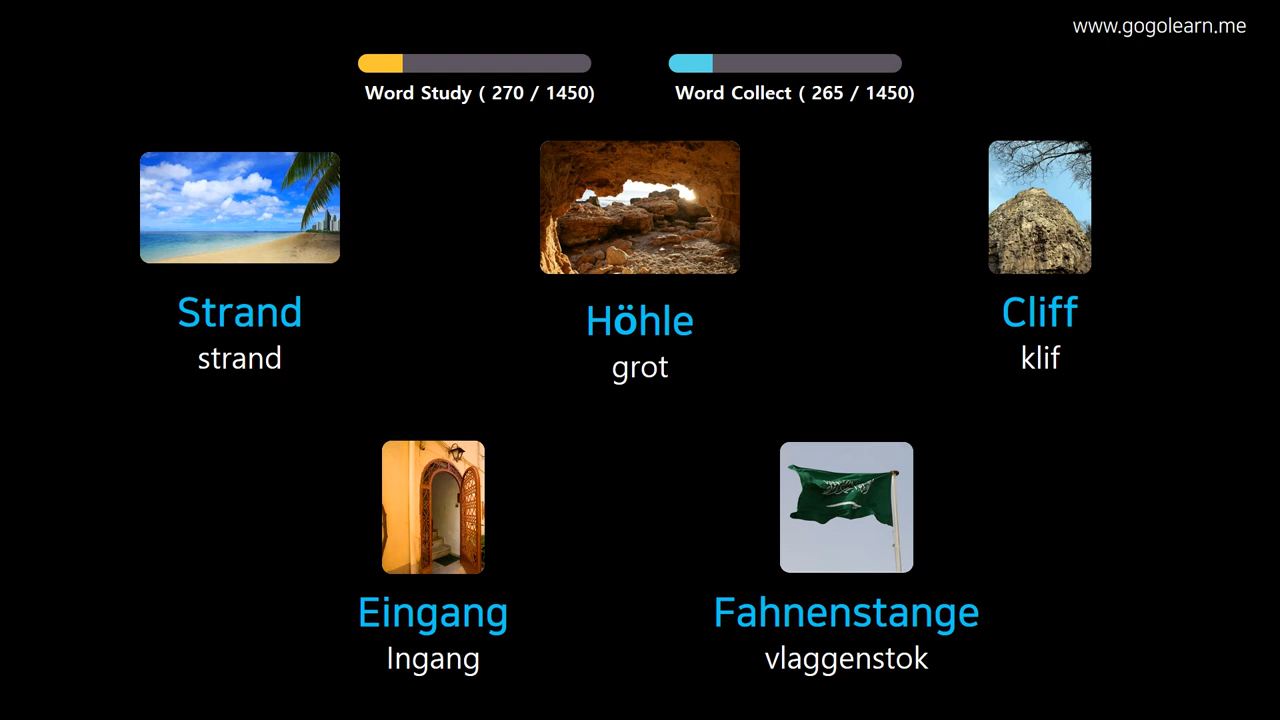 www.gogolearn.me
Word Study ( 270 / 1450)
Word Collect ( 265 / 1450)
Strand
strand
Höhle
grot
Cliff
klif
Eingang
Ingang
Fahnenstange
vlaggenstok